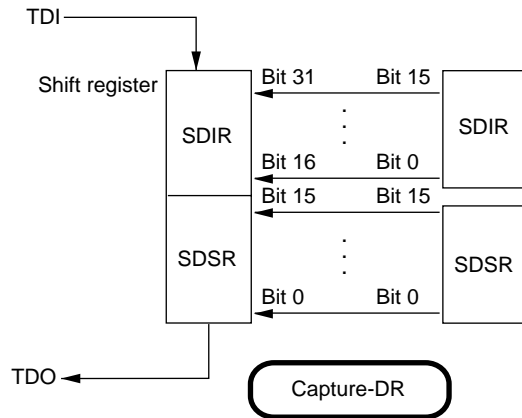 TDI
Shift register
Bit 31 Bit 15
SDIR
SDIR
Bit 16 Bit 0
Bit 15 Bit 15
SDSR
SDSR
Bit 0 Bit 0
TDO
Capture-DR